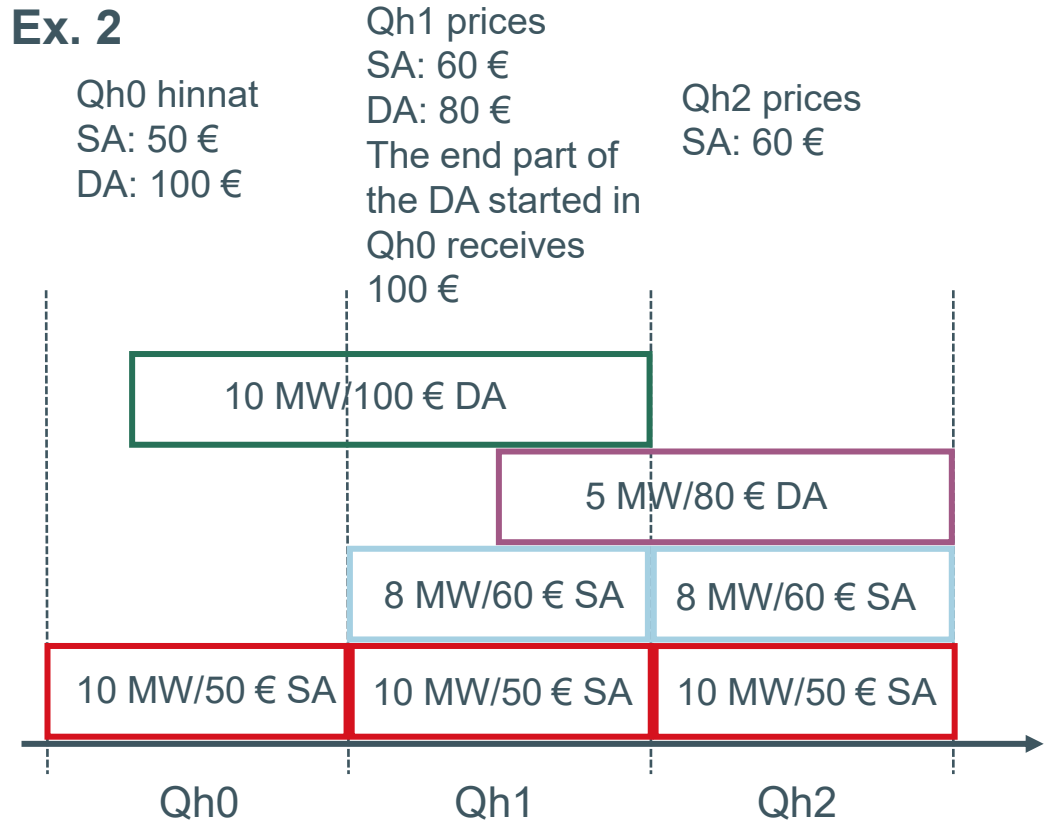 Ex. 2
Qh0 hinnat
SA: 50 €
DA: 100 €
Qh1 prices
SA: 60 €
DA: 80 €
The end part of
the DA started in
Qh0 receives
100 €
Qh2 prices
SA: 60 €
10 MW/100 € DA
5 MW/80 € DA
8 MW/60 € SA
8 MW/60 € SA
10 MW/50 € SA
10 MW/50 € SA
10 MW/50 € SA
Qh0
Qh1
Qh2